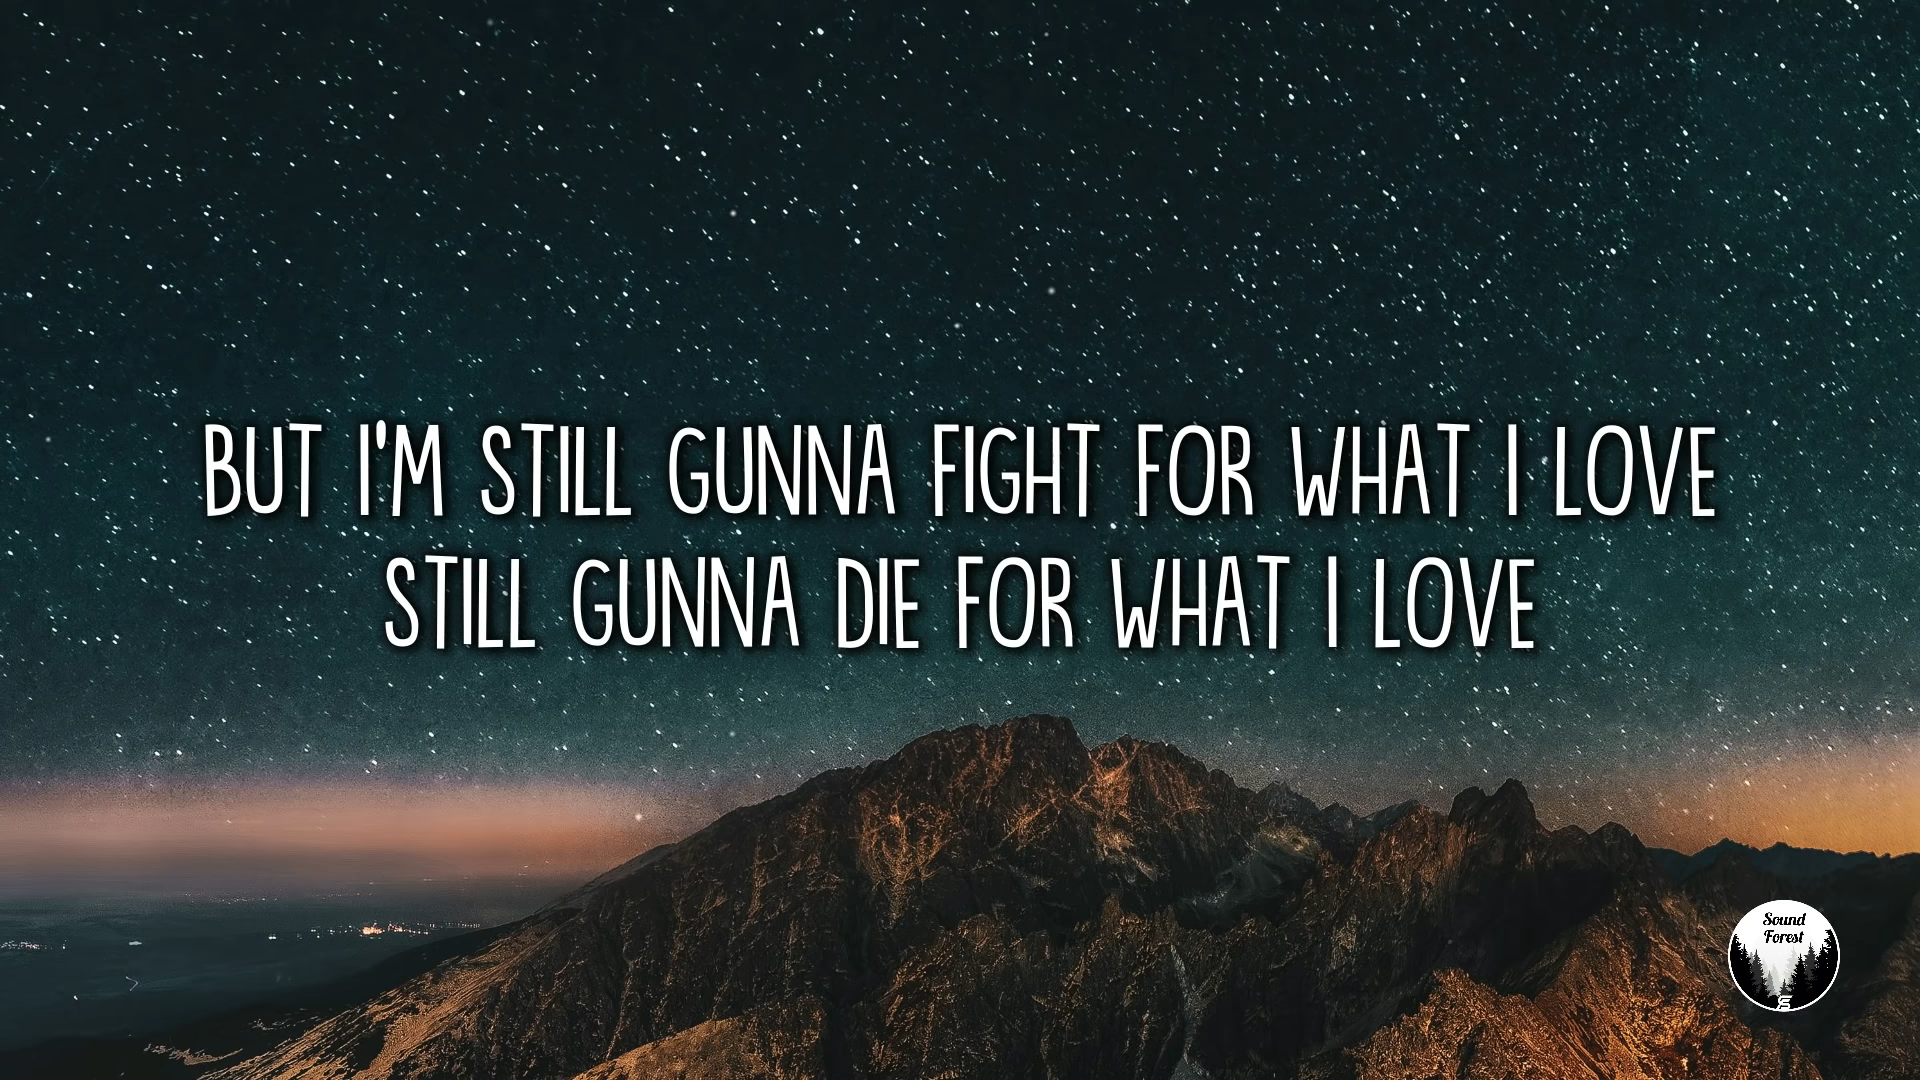 BUT I'M STILL GUNNA FIGHT FOR WHAT I LOVE
STILL GUNNA DIE FOR WHAT I LOVE
Sound
Forest